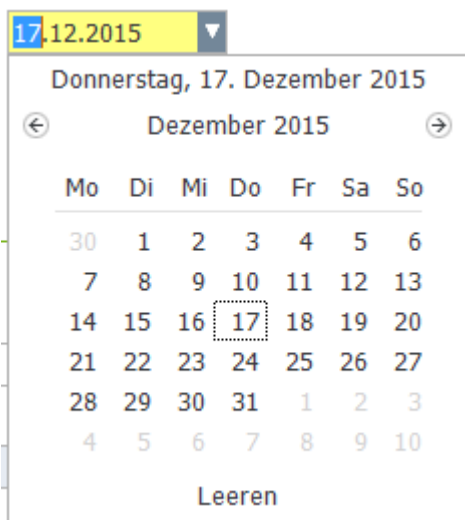 17.12.2015
Donnerstag, 17. Dezember 2015
Dezember 2015
Mo Di Mi Do Fr Sa So
30 1 2 3 4 5 6
7 8 9 10 11 12 13
14 15 16 17 18 19 20
21 22 23 24 25 26 27
28 29 30 31 1 2 3
4 5 6 7 8 9 10
Leeren